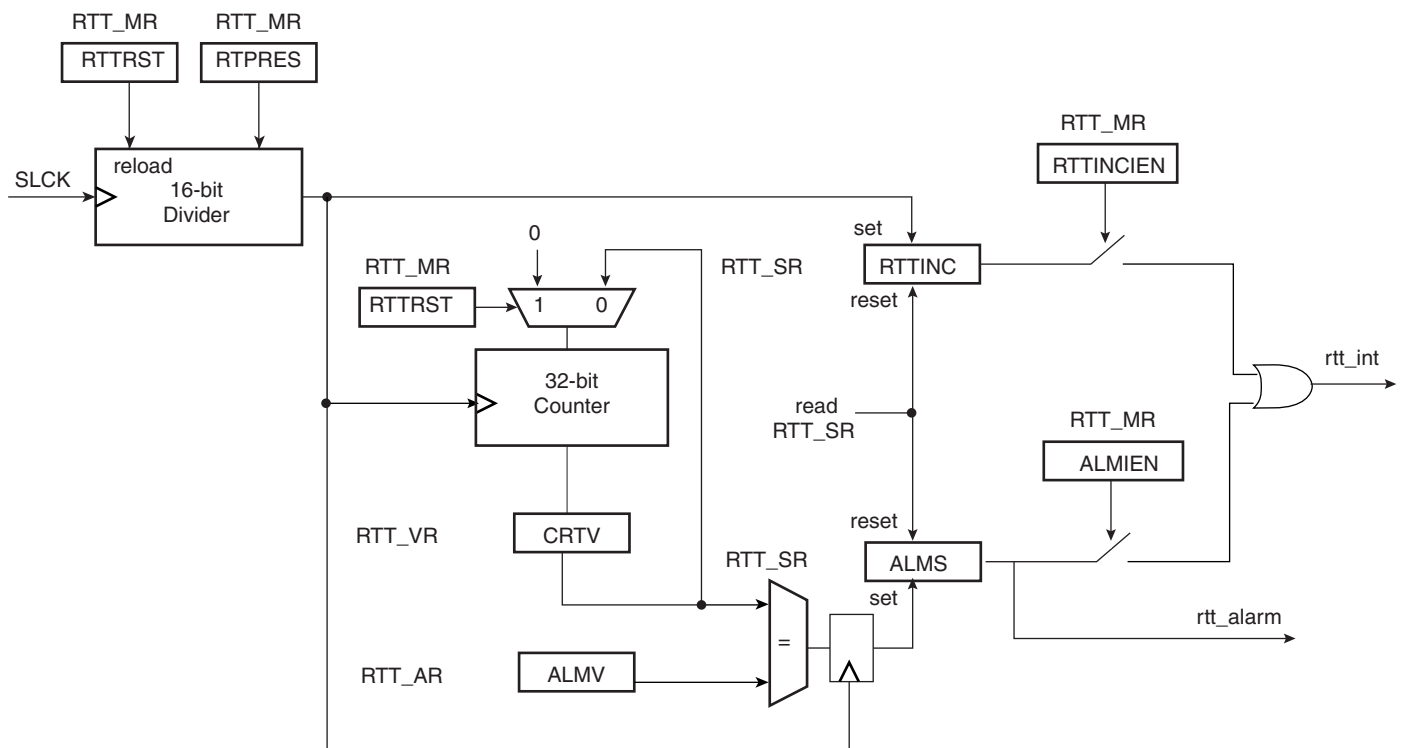 RTT_MR
RTT_MR
RTTRST
RTPRES
SLCK
reload
16-bit
Divider
RTT_MR
RTTINCIEN
0
set
RTT_MR
RTT_SR
RTTINC
RTTRST
1
0
reset
32-bit
Counter
rtt_int
read
RTT_SR
RTT_MR
ALMIEN
reset
RTT_VR
CRTV
RTT_SR
ALMS
set
rtt_alarm
=
RTT_AR
ALMV